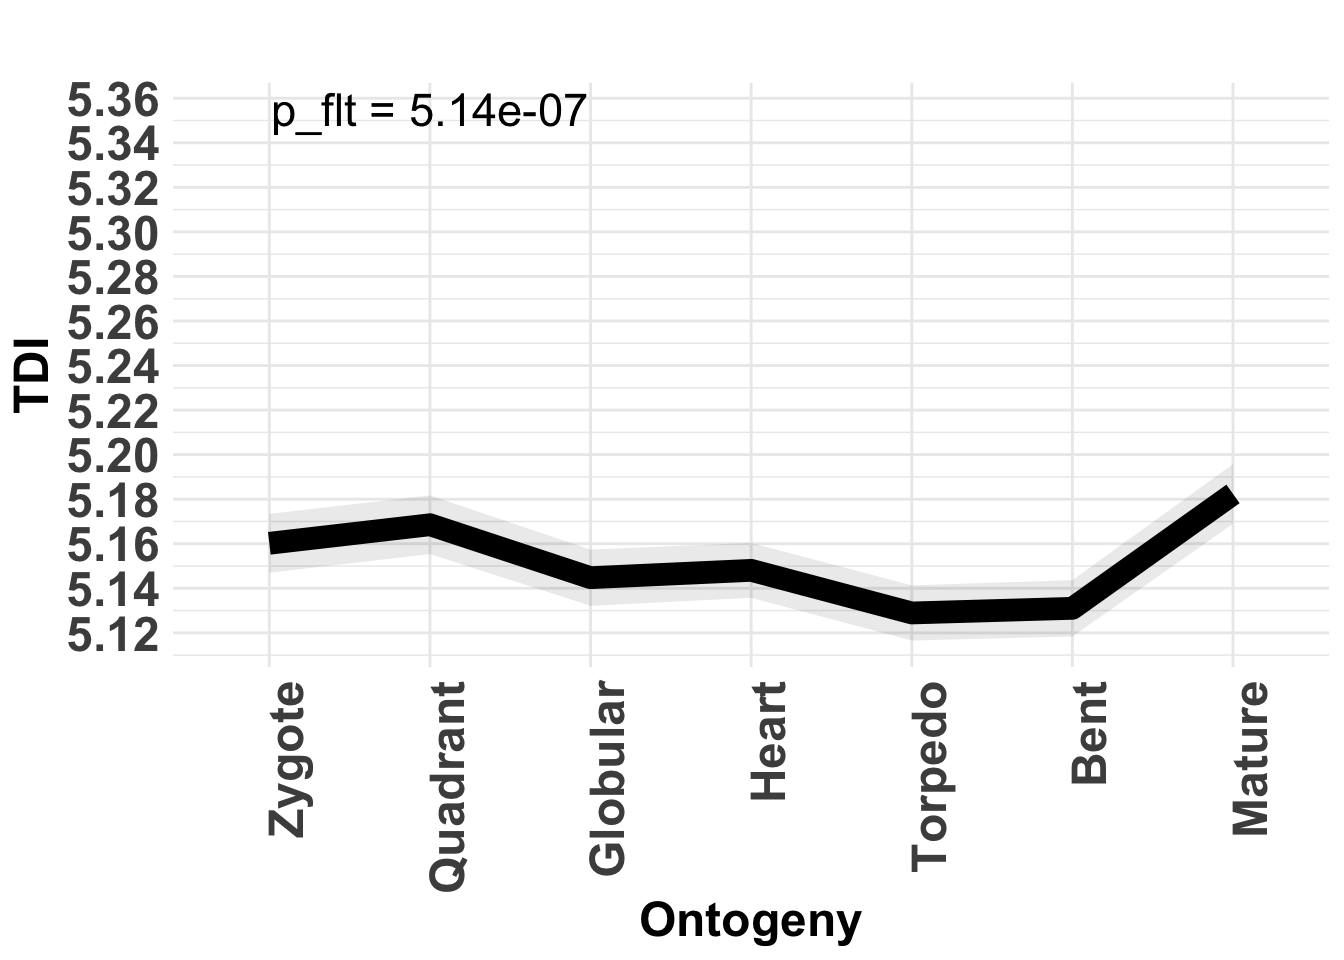 p_flt = 5.14e-07
5.36
5.34
5.32
5.30
5.28
5.26
5.24
5.22
5.20
5.18
5.16
5.14
5.12
TDI
Zygote
Quadrant
Globular
Heart
Torpedo
Bent
Mature
Ontogeny